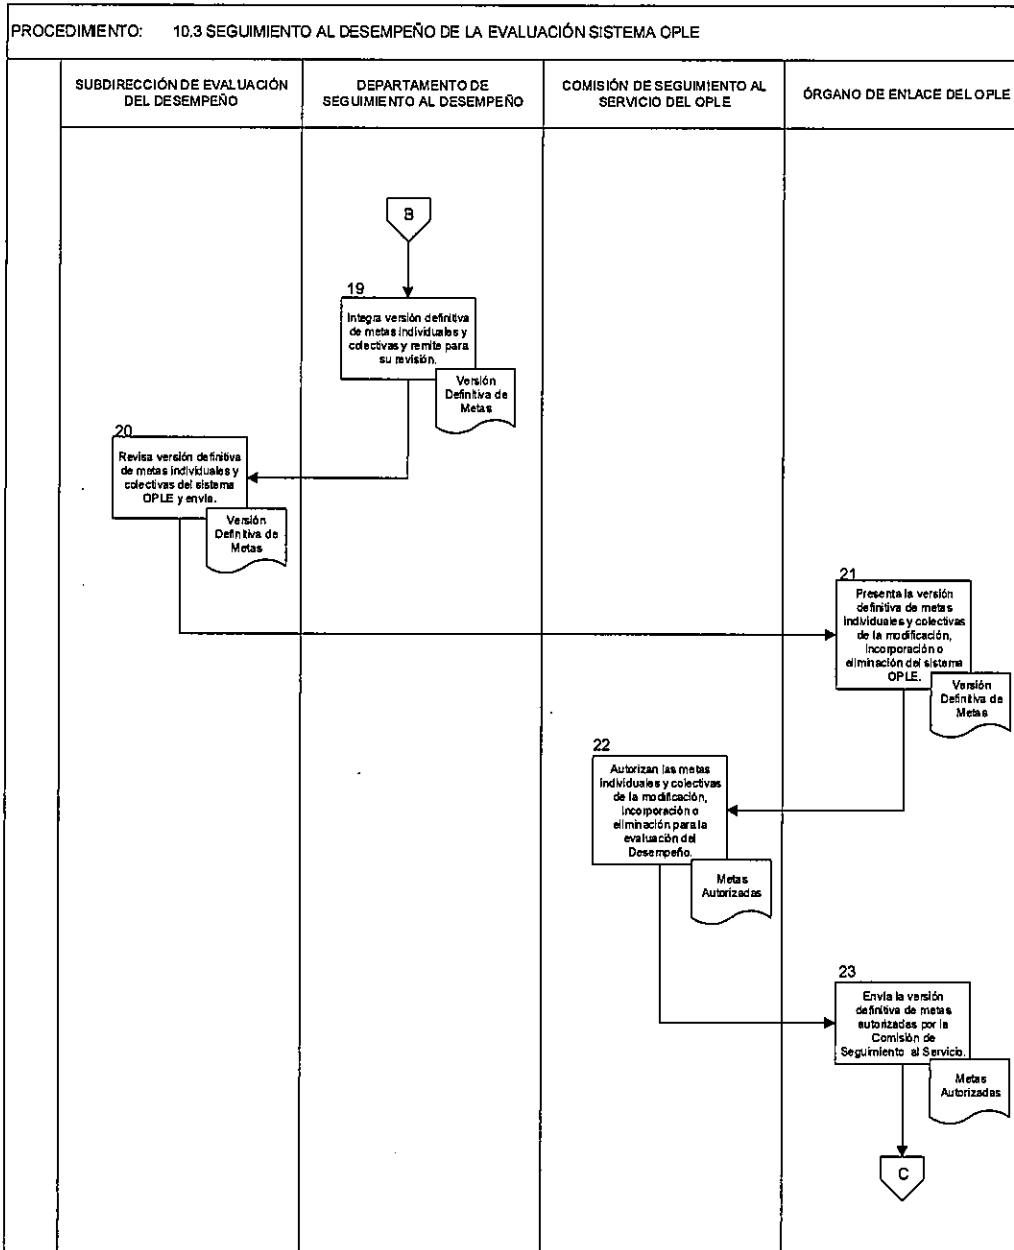 PROCEDIMIENTO: 10.3 SEGUIMIENTO AL DESEMPEÑO DE LA EVALUACIÓN SISTEMA OPLE
SUBDIRECCIÓN DE EVALUACIÓN
DEL DESEMPEÑO
DEPARTAMENTO DE
SEGUIMIENTO AL DESEMPEÑO
COMISIÓN DE SEGUIMIENTO AL
SERVICIO DEL OPLE
ÓRGANO DE ENLACE DEL OPLE
B
19
Integra versión definitiva
de metas individuales y
colectivas y remite para
su revisión.
Versión
Definitiva de
Metas
20
Revisa versión definitiva
de metas individuales y
colectivas del sistema
OPLE y envía.
Versión
Definitiva de
Metas
21
Presenta la versión
definitiva de metas
individuales y colectivas
de la modificación,
incorporación o
eliminación del sistema
OPLE.
Versión
Definitiva de
Metas
22
Autorizan las metas
individuales y colectivas
de la modificación,
incorporación o
eliminación para la
evaluación del
Desempeño.
Metas
Autorizadas
23
Envía la versión
definitiva de metas
autorizadas por la
Comisión de
Seguimiento al Servicio.
Metas
Autorizadas
C